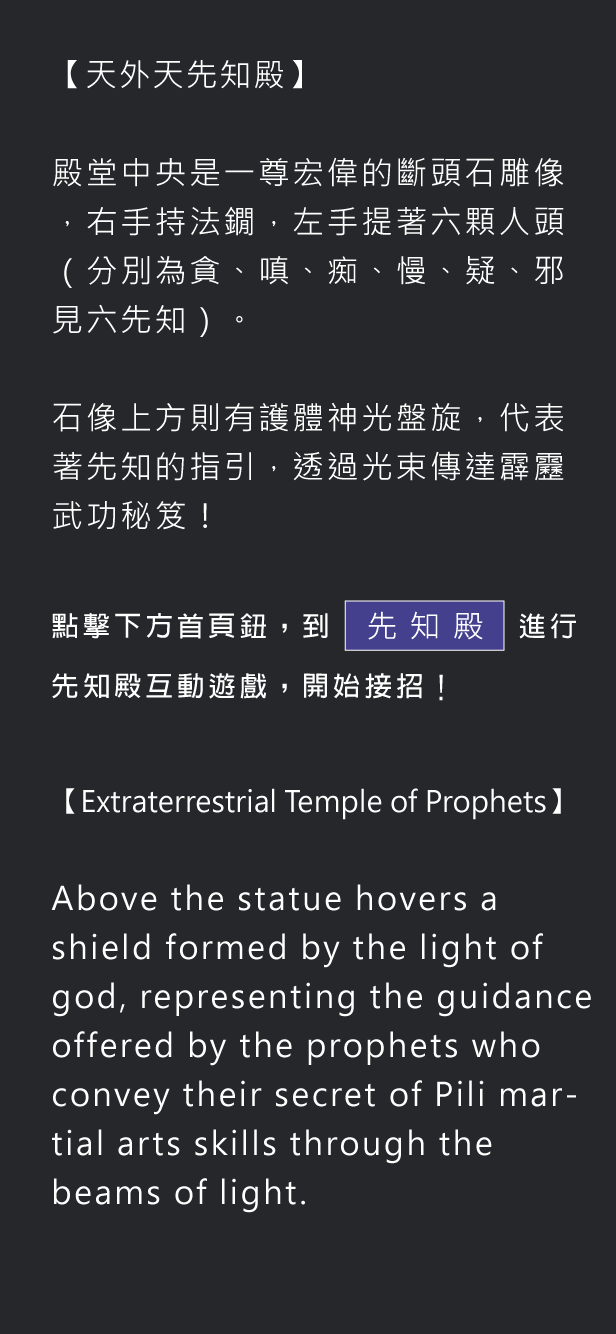 【天外天先知殿】
殿堂中央是一尊宏偉的斷頭石雕像
，右手持法鐗，左手提著六顆人頭
（分別為貪、嗔、痴、慢、疑、邪
見六先知）。
石像上方則有護體神光盤旋，代表
著先知的指引，透過光束傳達霹靂
武功秘笈！
點擊下方首頁鈕，到 先知殿 進行
先知殿互動遊戲，開始接招！
【Extraterrestrial Temple of Prophets】
Above the statue hovers a
shield formed by the light of
god, representing the guidance
offered by the prophets who
convey their secret of Pili mar-
tial arts skills through the
beams of light.